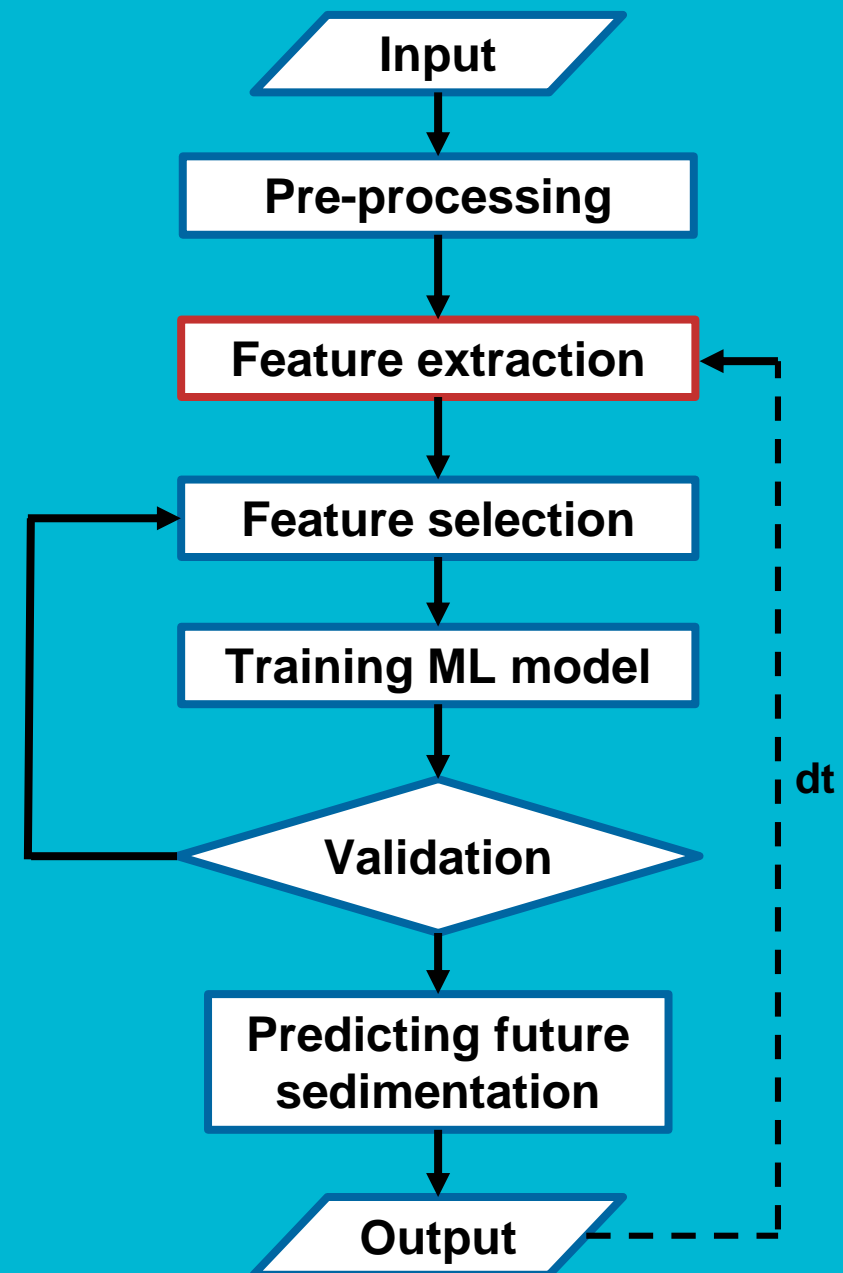 Input
Pre-processing
Feature extraction
Feature selection
Training ML model
dt
Validation
Predicting future
sedimentation
Output